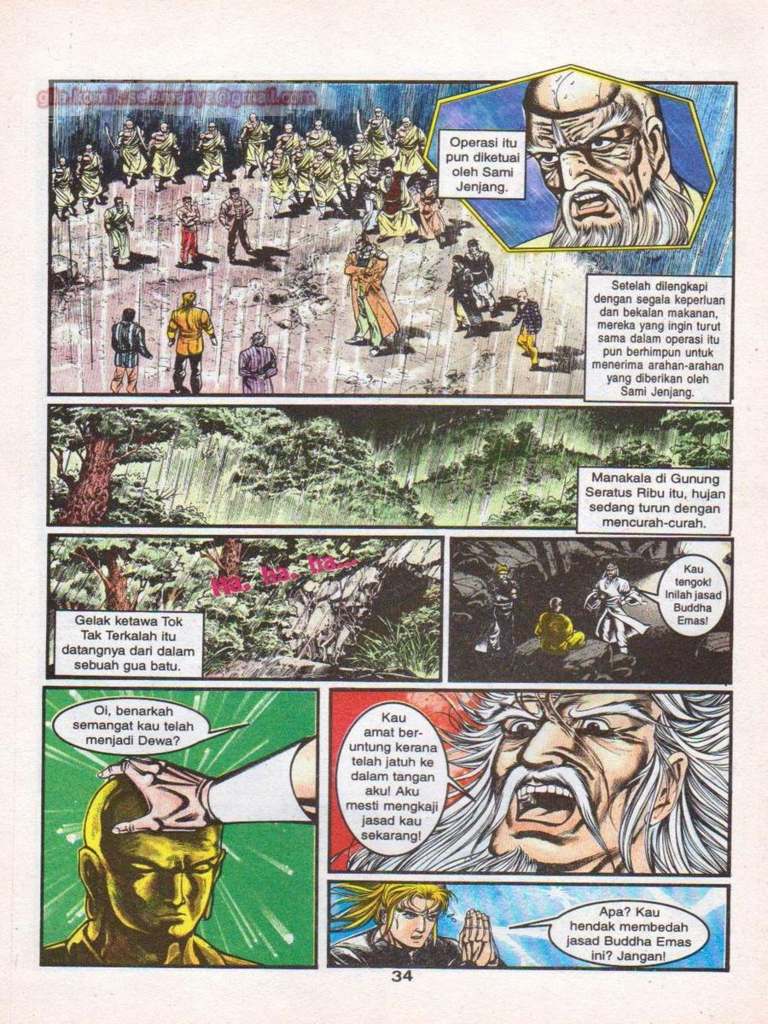 Operasi itu
pun diketuai
oleh Sami
Jenjang.
Setelah dilengkapi
dengan segala keperluan
dan bekalan makanan,
mereka yang ingin turut
sama dalam operasi itu
pun berhimpun untuk
menerima arahan-arahan
yang diberikan oleh
Sami Jenjang.
Manakala di Gunung
Seratus Ribu itu, hujan
sedang turun dengan
mencurah-curah.
Ha, ha, ha...
Gelak ketawa Tok
Tak Terkalah itu
datangnya dari dalam
sebuah gua batu.
Kau
tengok!
Inilah jasad
Buddha
Emas!
Oi, benarkah
semangat kau telah
menjadi Dewa?
Kau
amat ber-
untung kerana
telah jatuh ke
dalam tangan
aku! Aku
mesti mengkaji
jasad kau
sekarang!
Apa? Kau
hendak membedah
jasad Buddha Emas
ini? Jangan!
34